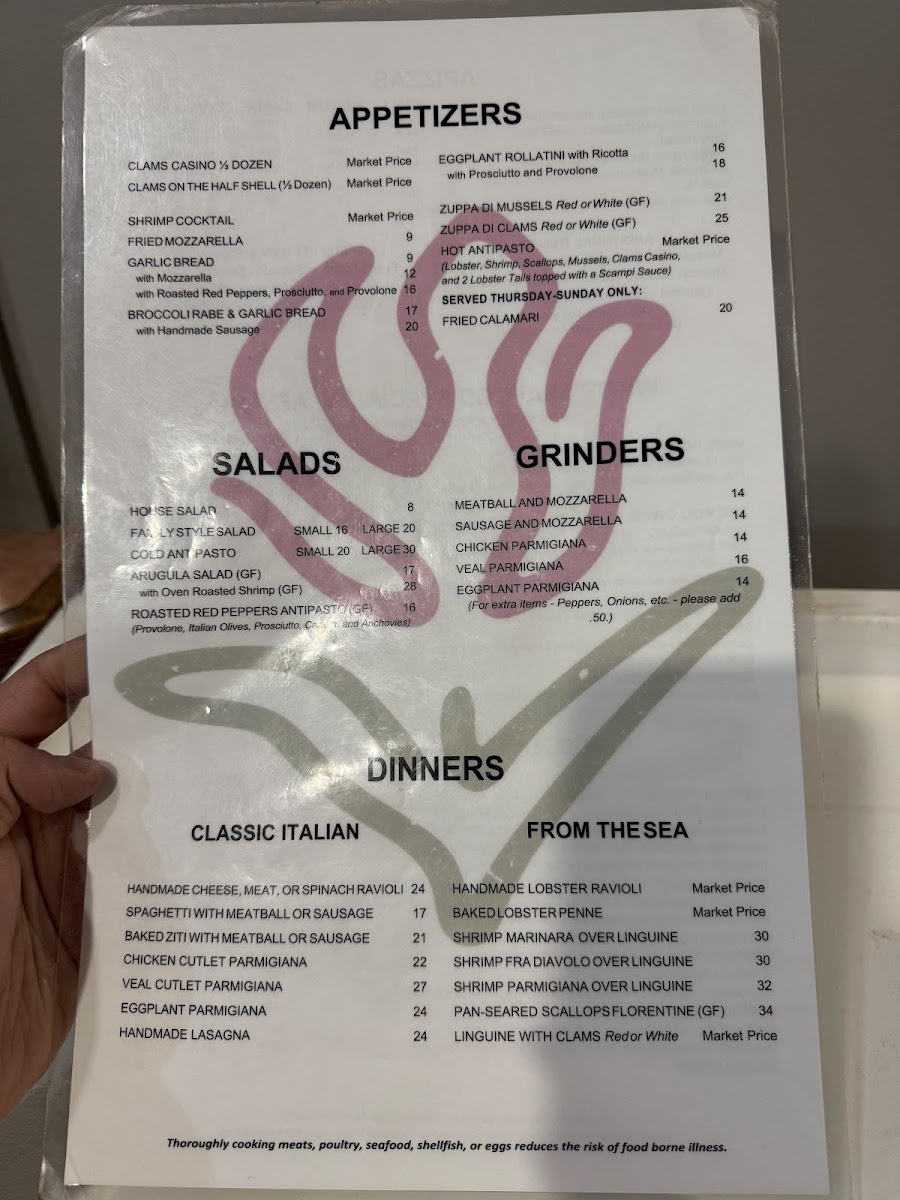 APPETIZERS
CLAMS CASINO ½ DOZEN Market Price
CLAMS ON THE HALF SHELL (½ Dozen) Market Price
SHRIMP COCKTAIL Market Price
FRIED MOZZARELLA 9
GARLIC BREAD 9
with Mozzarella 12
with Roasted Red Peppers, Prosciutto, and Provolone 16
BROCCOLI RABE & GARLIC BREAD 17
with Handmade Sausage 20
EGGPLANT ROLLATINI with Ricotta 16
with Prosciutto and Provolone 18
ZUPPA DI MUSSELS Red or White (GF) 21
ZUPPA DI CLAMS Red or White (GF) 25
HOT ANTIPASTO Market Price
(Lobster, Shrimp, Scallops, Mussels, Clams Casino,
and 2 Lobster Tails topped with a Scampi Sauce)
SERVED THURSDAY-SUNDAY ONLY:
FRIED CALAMARI 20
SALADS
HOUSE SALAD 8
FAMILY STYLE SALAD SMALL 16 LARGE 20
COLD ANTIPASTO SMALL 20 LARGE 30
ARUGULA SALAD (GF) 17
with Oven Roasted Shrimp (GF) 28
ROASTED RED PEPPERS ANTIPASTO (GF) 16
(Provolone, Italian Olives, Prosciutto, and Anchovies)
GRINDERS
MEATBALL AND MOZZARELLA 14
SAUSAGE AND MOZZARELLA 14
CHICKEN PARMIGIANA 14
VEAL PARMIGIANA 16
EGGPLANT PARMIGIANA 14
(For extra items - Peppers, Onions, etc. - please add
.50.)
DINNERS
CLASSIC ITALIAN
HANDMADE CHEESE, MEAT, OR SPINACH RAVIOLI 24
SPAGHETTI WITH MEATBALL OR SAUSAGE 17
BAKED ZITI WITH MEATBALL OR SAUSAGE 21
CHICKEN CUTLET PARMIGIANA 22
VEAL CUTLET PARMIGIANA 27
EGGPLANT PARMIGIANA 24
HANDMADE LASAGNA 24
FROM THE SEA
HANDMADE LOBSTER RAVIOLI Market Price
BAKED LOBSTER PENNE Market Price
SHRIMP MARINARA OVER LINGUINE 30
SHRIMP FRA DIAVOLO OVER LINGUINE 30
SHRIMP PARMIGIANA OVER LINGUINE 32
PAN-SEARED SCALLOPS FLORENTINE (GF) 34
LINGUINE WITH CLAMS Red or White Market Price
Thoroughly cooking meats, poultry, seafood, shellfish, or eggs reduces the risk of food borne illness.